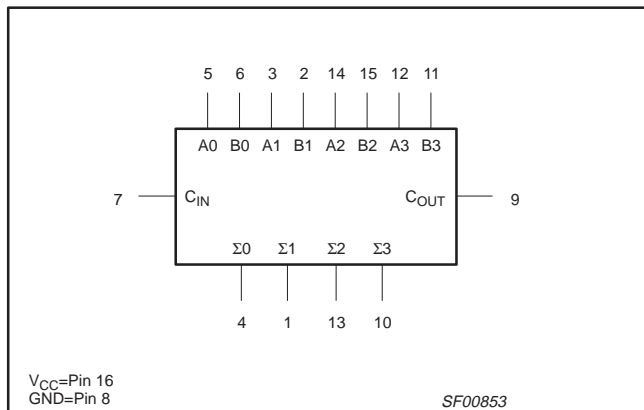 5 6 3 2 14 15 12 11
A0 B0 A1 B1 A2 B2 A3 B3
7 CIN COUT 9
Σ0 Σ1 Σ2 Σ3
4 1 13 10
VCC=Pin 16
GND=Pin 8
SF00853